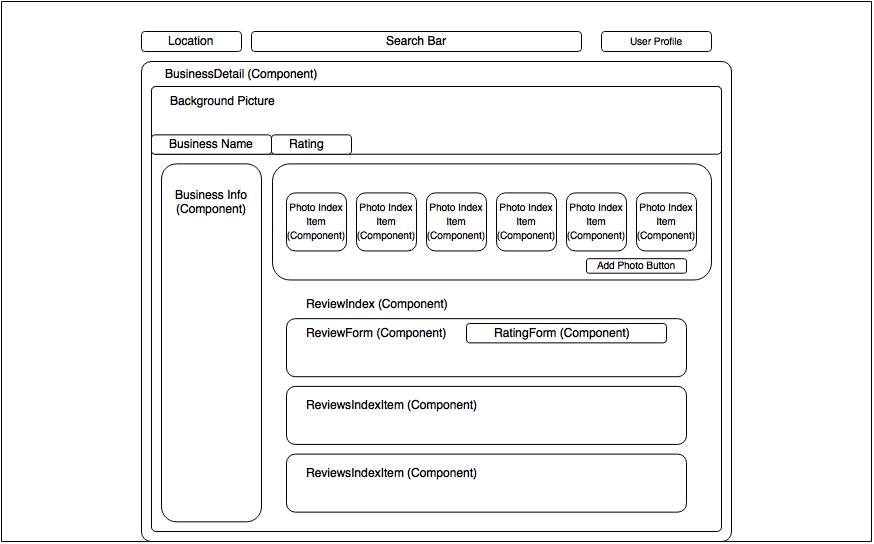 Location
Search Bar
User Profile
BusinessDetail (Component)
Background Picture
Business Name
Rating
Business Info
(Component)
Photo Index
Item
(Component)
Photo Index
Item
(Component)
Photo Index
Item
(Component)
Photo Index
Item
(Component)
Photo Index
Item
(Component)
Photo Index
Item
(Component)
Add Photo Button
ReviewIndex (Component)
ReviewForm (Component)
RatingForm (Component)
ReviewsIndexItem (Component)
ReviewsIndexItem (Component)